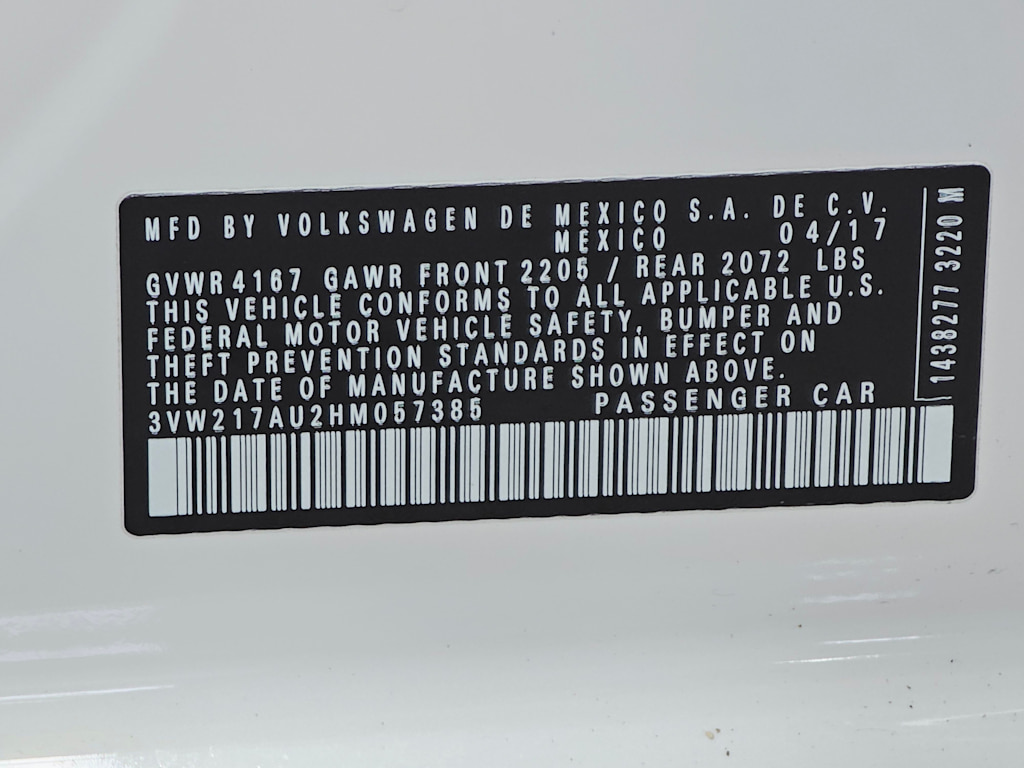 MFD BY VOLKSWAGEN DE MEXICO S.A. DE C.V.
MEXICO 04/17
GVWR 4167 GAWR FRONT 2205 / REAR 2072 LBS
THIS VEHICLE CONFORMS TO ALL APPLICABLE U.S.
FEDERAL MOTOR VEHICLE SAFETY, BUMPER AND
THEFT PREVENTION STANDARDS IN EFFECT ON
THE DATE OF MANUFACTURE SHOWN ABOVE.
3VW217AU2HM057385 PASSENGER CAR
1438277 3220 M